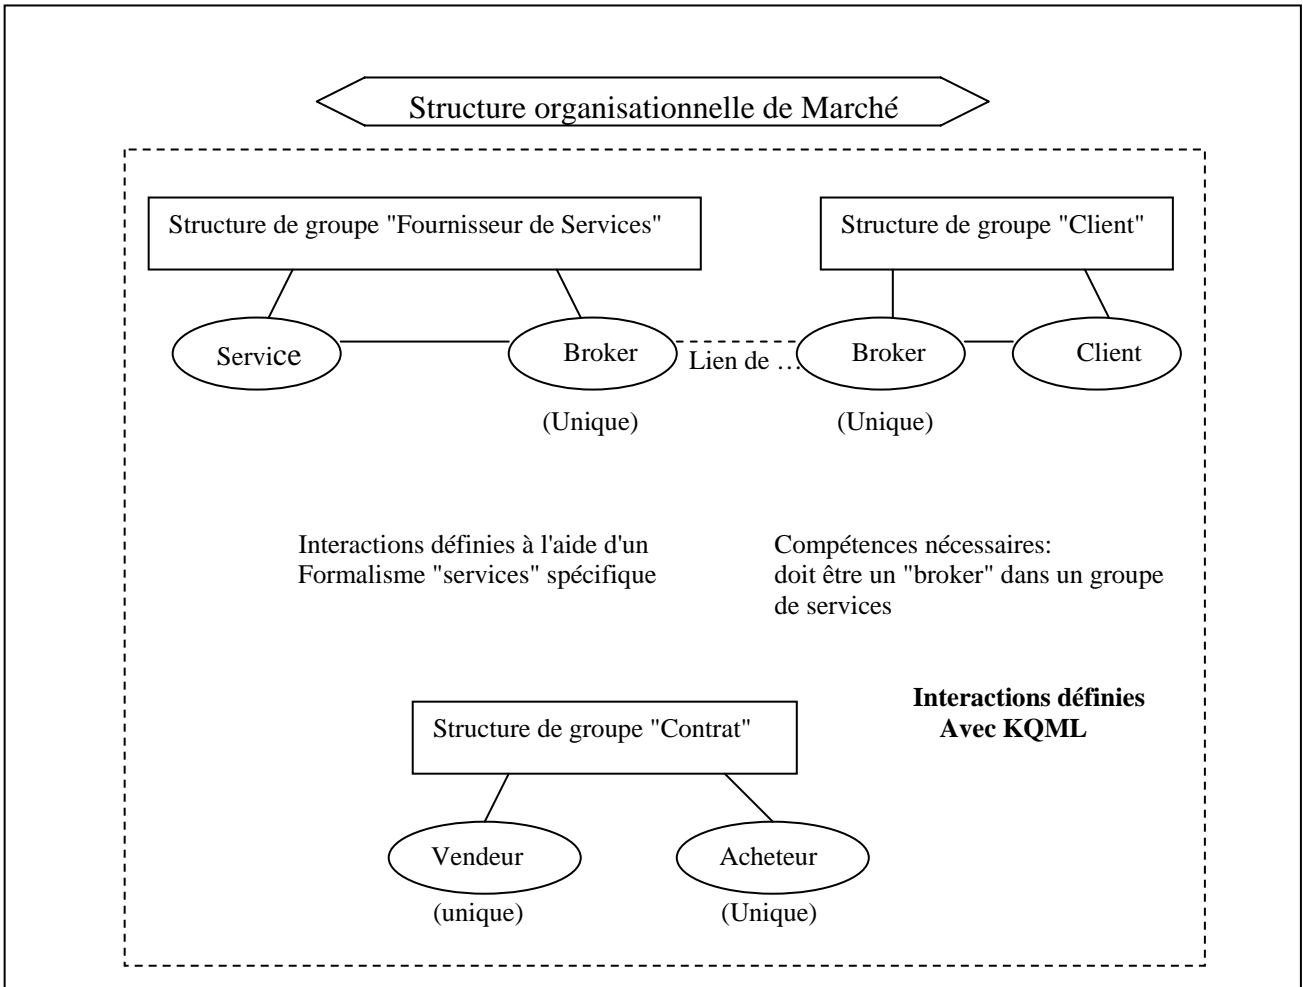 Structure organisationnelle de Marché
Structure de groupe "Fournisseur de Services"
Structure de groupe "Client"
Service
Broker
Lien de …
Broker
Client
(Unique)
(Unique)
Interactions définies à l'aide d'un
Formalisme "services" spécifique
Compétences nécessaires:
doit être un "broker" dans un groupe
de services
Interactions définies
Avec KQML
Structure de groupe "Contrat"
Vendeur
Acheteur
(unique)
(Unique)